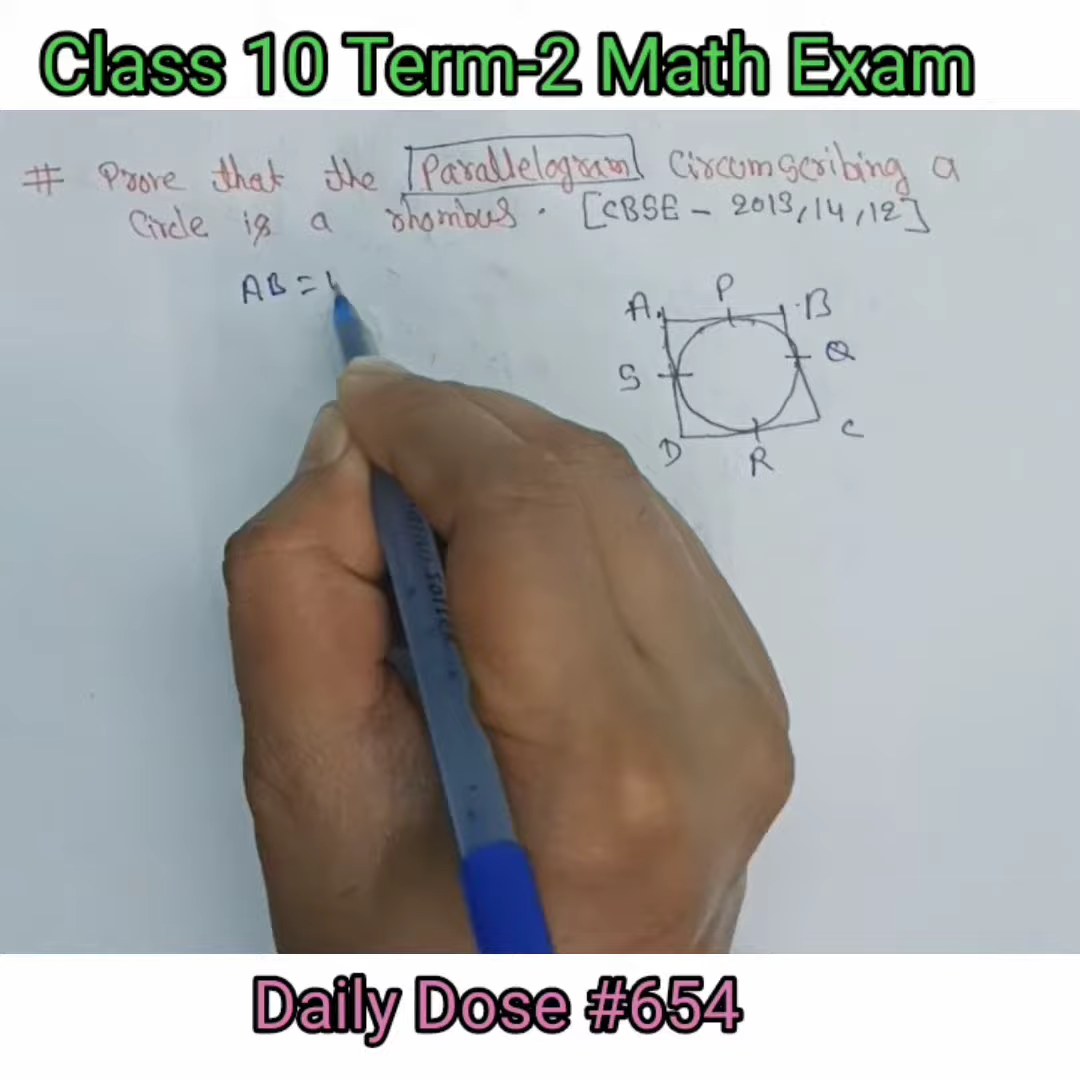 Class 10 Term-2 Math Exam
# Prove that the Parallelogram Circumscribing a
Circle is a rhombus. [CBSE - 2013, 14, 12]
AB =
A P B
S Q
D R C
Daily Dose #654